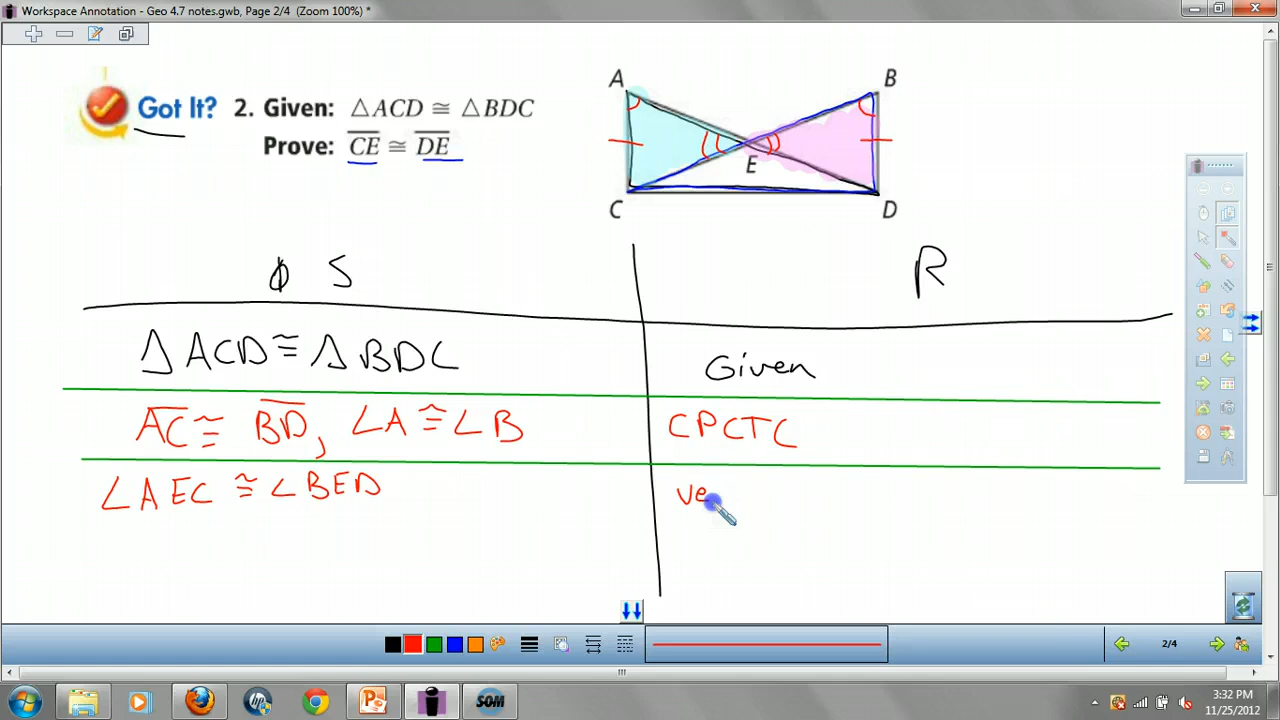 Workspace Annotation - Geo 4.7 notes.gwb, Page 2/4 (Zoom 100%) *
Got It? 2. Given: △ACD ≅ △BDC
Prove: CE ≅ DE
A
B
E
C
D
S
R
△ACD ≅ △BDC
Given
AC ≅ BD, ∠A ≅ ∠B
CPCTC
∠AEC ≅ ∠BED
ve
2/4
SOM
3:32 PM
11/25/2012